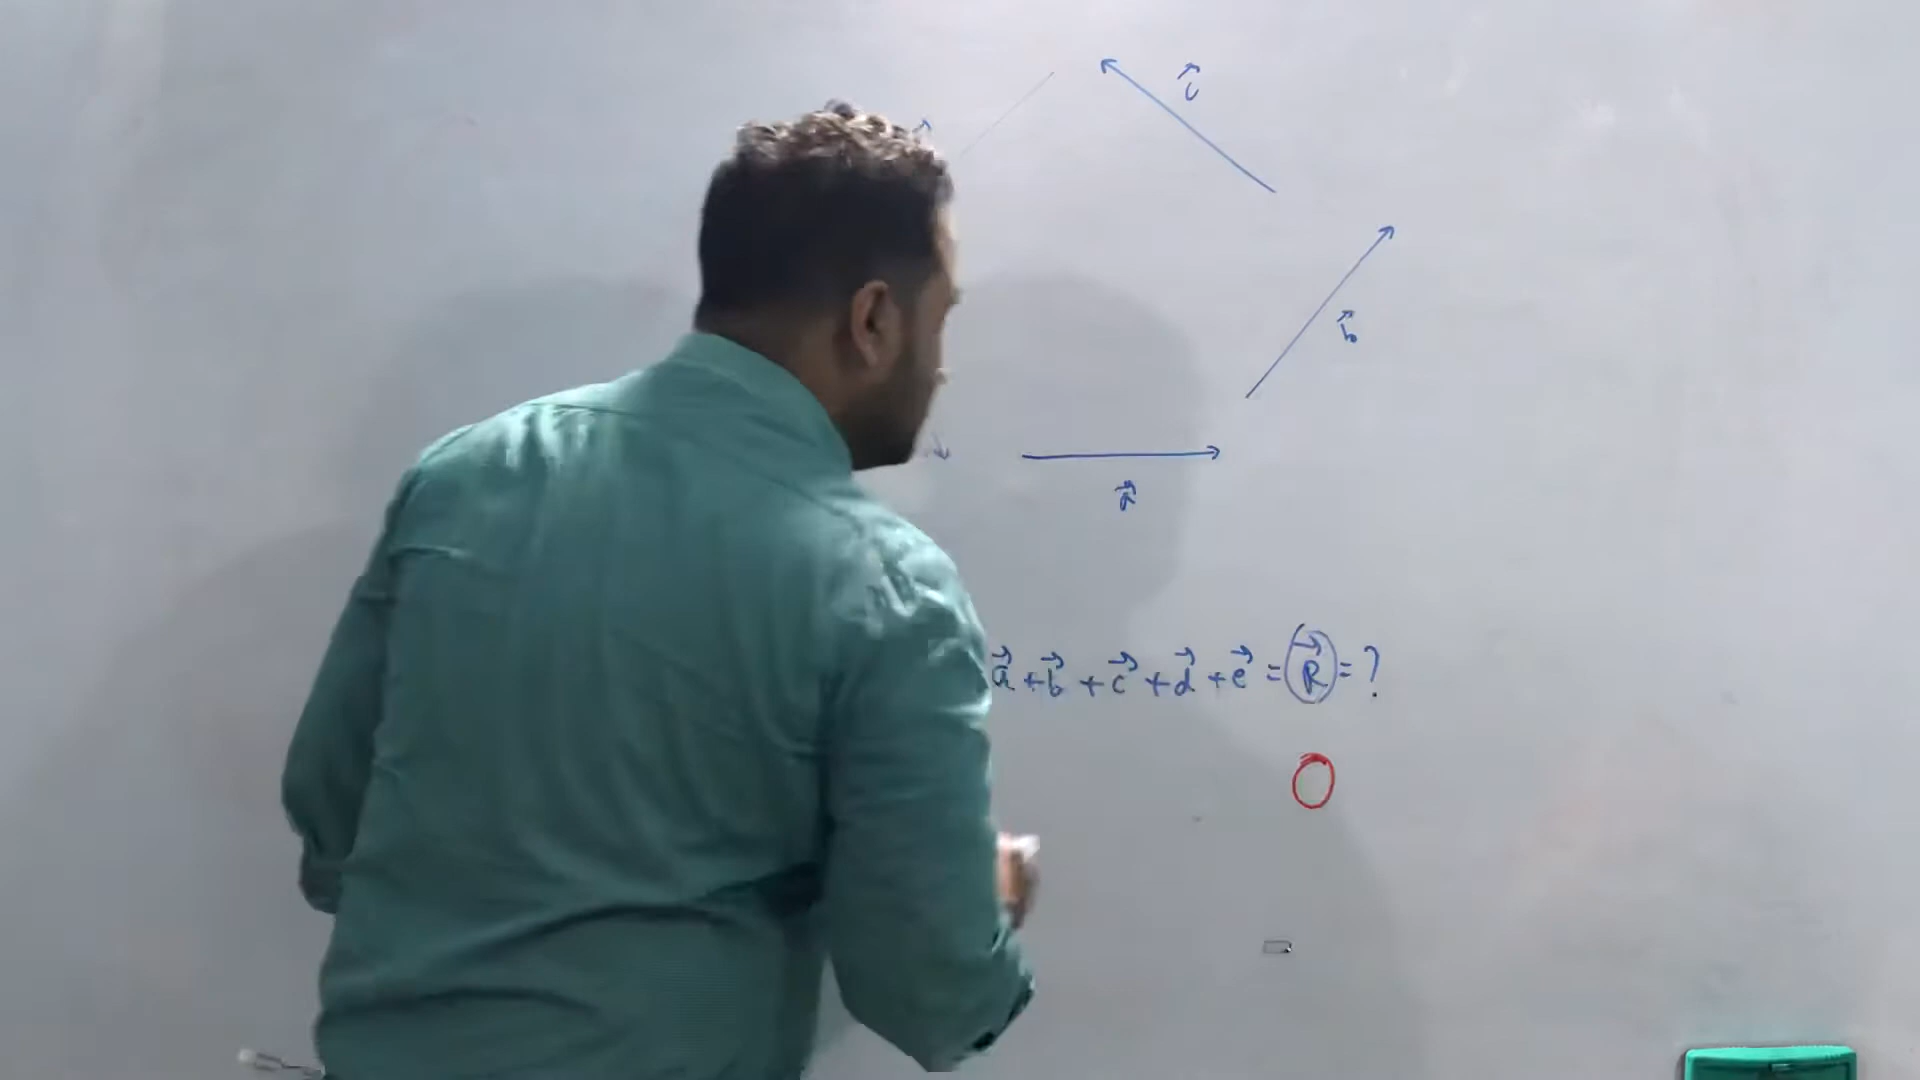 c⃗
b⃗
a⃗
a⃗ + b⃗ + c⃗ + d⃗ + e⃗ = R⃗ = ?
0